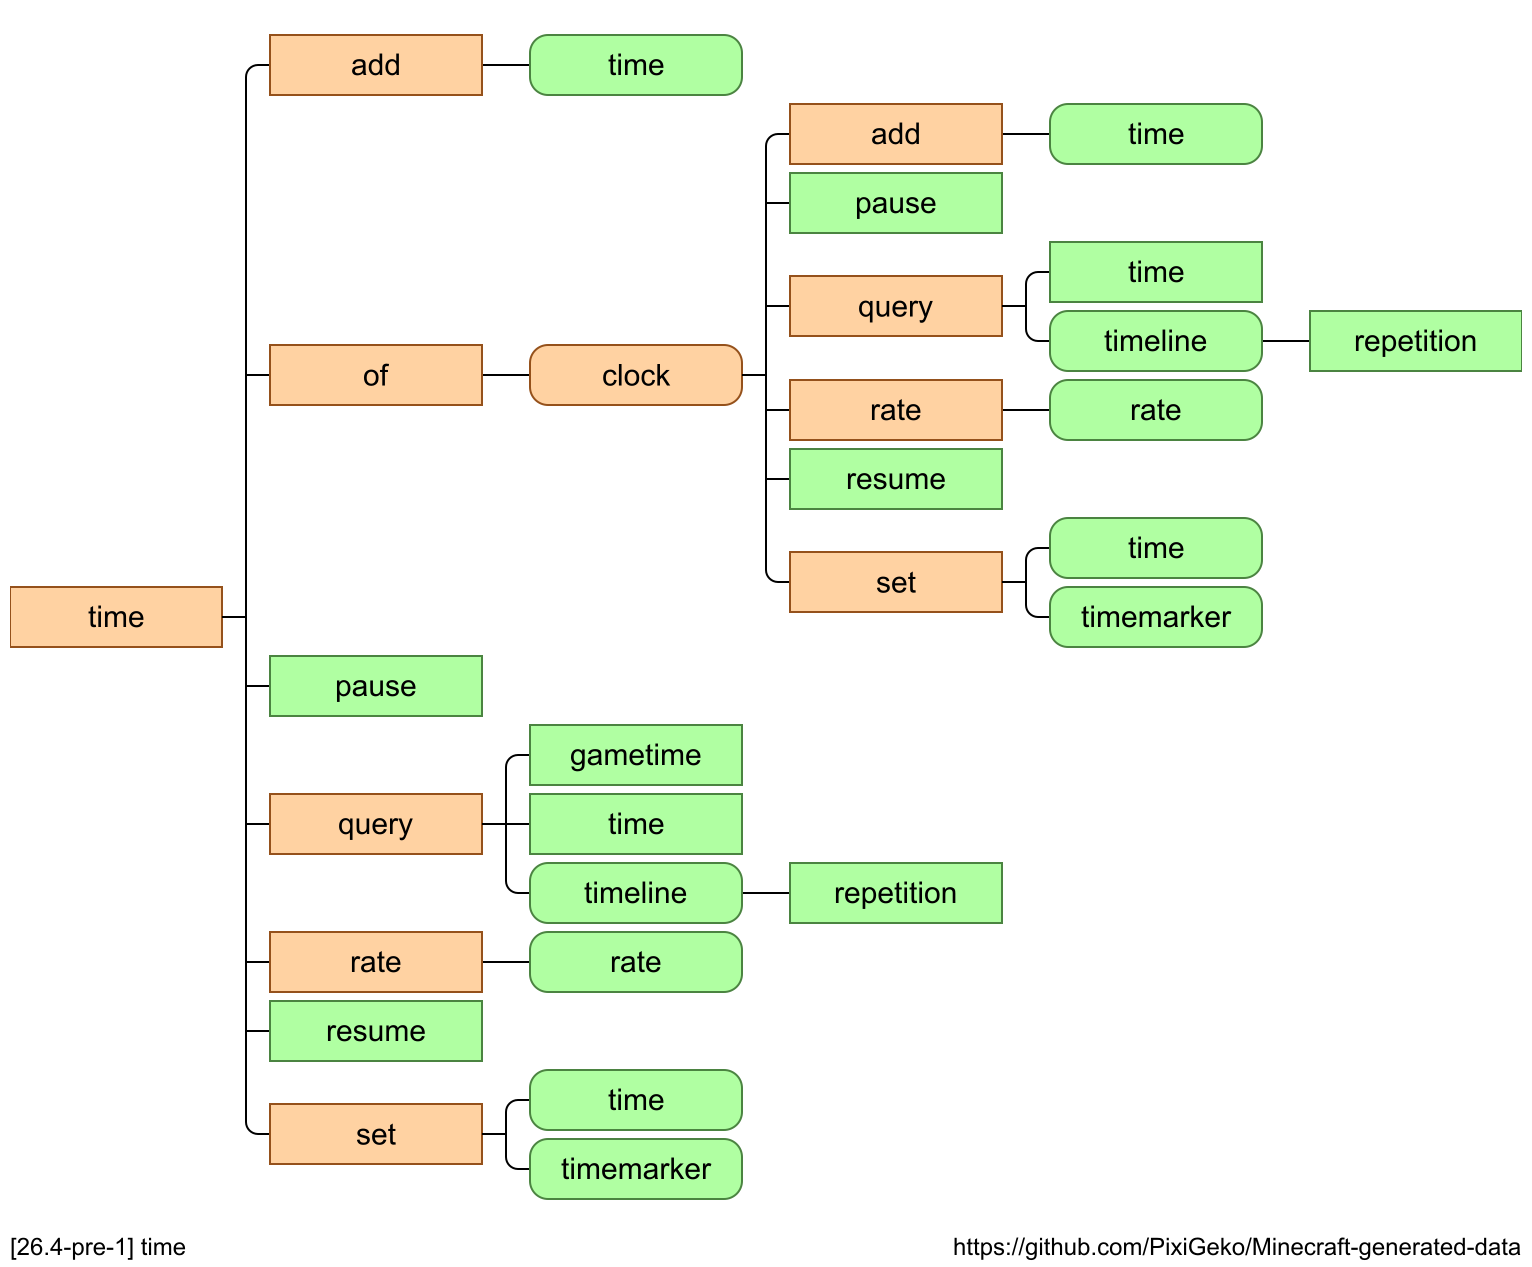 add
time
add
time
pause
time
query
timeline
repetition
of
clock
rate
rate
resume
time
set
time
timemarker
pause
gametime
query
time
timeline
repetition
rate
rate
resume
time
set
timemarker
[26.4-pre-1] time
https://github.com/PixiGeko/Minecraft-generated-data